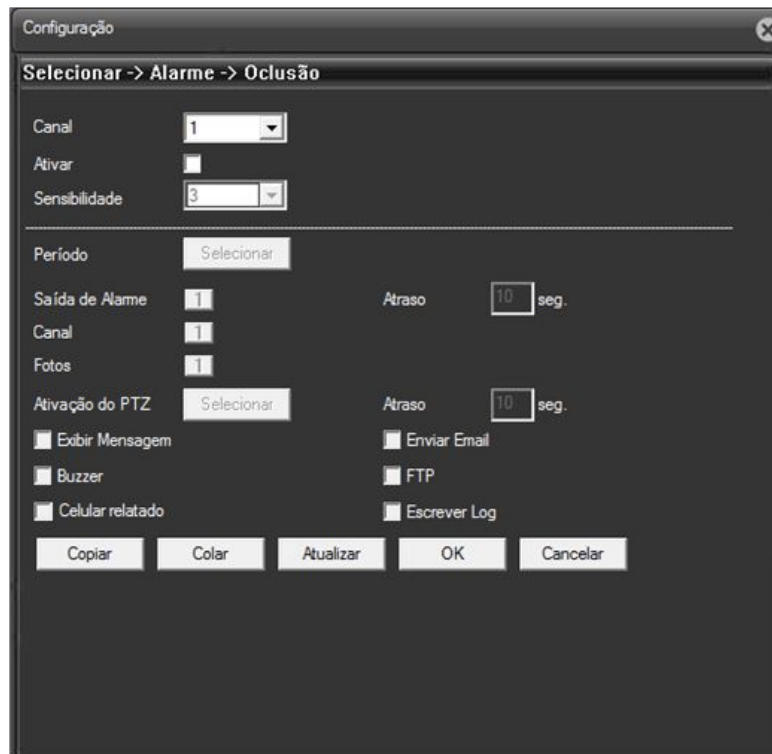 Configuração
Selecionar -> Alarme -> Oclusão
Canal 1
Ativar
Sensibilidade 3
Período Selecionar
Saída de Alarme 1 Atraso 10 seg.
Canal 1
Fotos 1
Ativação do PTZ Selecionar Atraso 10 seg.
Exibir Mensagem Enviar Email
Buzzer FTP
Celular relatado Escrever Log
Copiar Colar Atualizar OK Cancelar